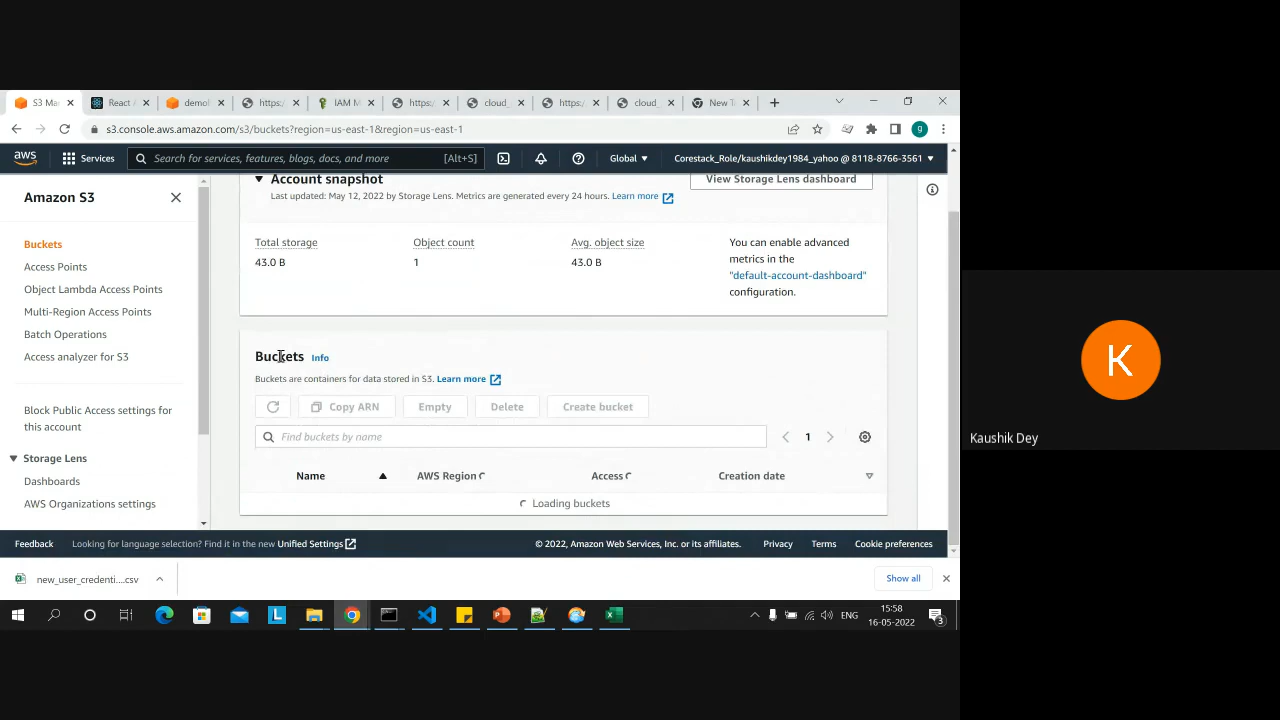 S3 Ma
React
demol
https:/
IAM M
https:/
cloud_
https:/
cloud_
New T
s3.console.aws.amazon.com/s3/buckets?region=us-east-1&region=us-east-1
g
aws
Services
Search for services, features, blogs, docs, and more
[Alt+S]
Global
Corestack_Role/kaushikdey1984_yahoo @ 8118-8766-3561
Amazon S3
Buckets
Access Points
Object Lambda Access Points
Multi-Region Access Points
Batch Operations
Access analyzer for S3
Block Public Access settings for
this account
Storage Lens
Dashboards
AWS Organizations settings
Account snapshot
View Storage Lens dashboard
Last updated: May 12, 2022 by Storage Lens. Metrics are generated every 24 hours. Learn more
Total storage
43.0 B
Object count
1
Avg. object size
43.0 B
You can enable advanced
metrics in the
"default-account-dashboard"
configuration.
Buckets Info
Buckets are containers for data stored in S3. Learn more
Copy ARN
Empty
Delete
Create bucket
Find buckets by name
1
Name
AWS Region
Access
Creation date
Loading buckets
Feedback
Looking for language selection? Find it in the new Unified Settings
© 2022, Amazon Web Services, Inc. or its affiliates.
Privacy
Terms
Cookie preferences
new_user_credenti....csv
Show all
L
ENG
15:58
16-05-2022
3
K
Kaushik Dey